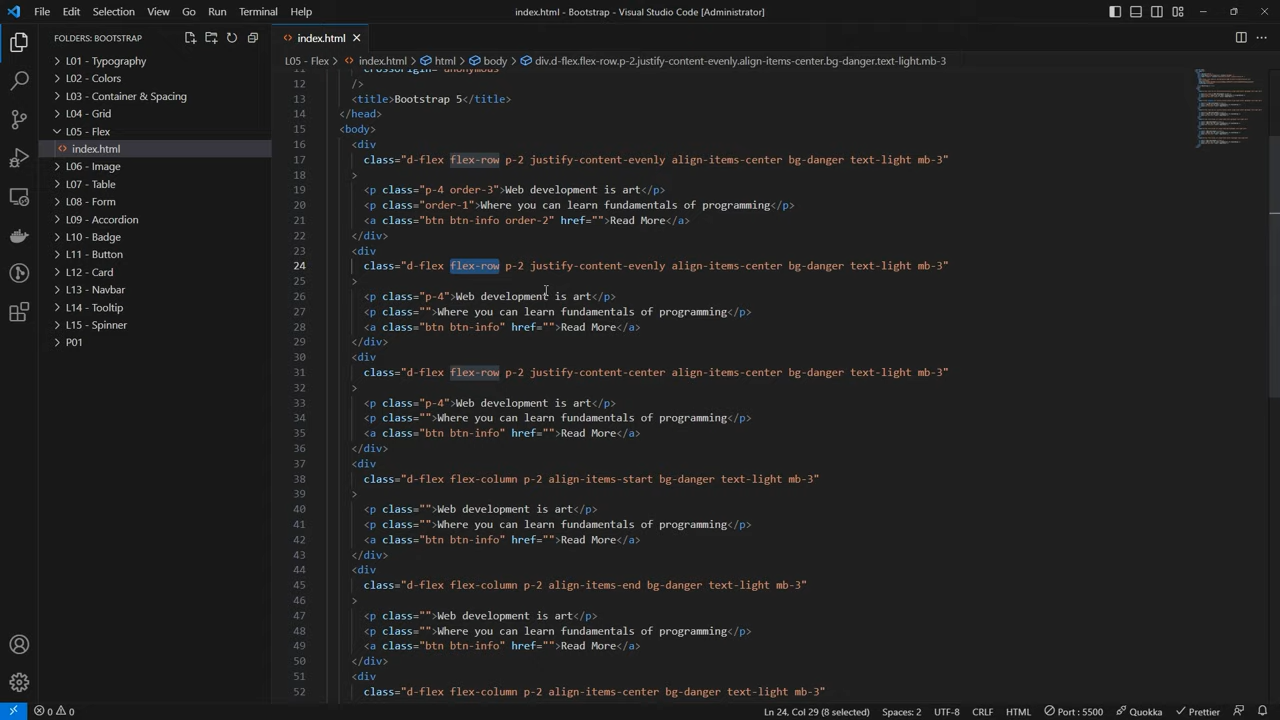 File Edit Selection View Go Run Terminal Help
index.html - Bootstrap - Visual Studio Code [Administrator]
FOLDERS: BOOTSTRAP
L01 - Typography
L02 - Colors
L03 - Container & Spacing
L04 - Grid
L05 - Flex
index.html
L06 - Image
L07 - Table
L08 - Form
L09 - Accordion
L10 - Badge
L11 - Button
L12 - Card
L13 - Navbar
L14 - Tooltip
L15 - Spinner
P01
index.html
L05 - Flex > index.html > html > body > div.d-flex.flex-row.p-2.justify-content-evenly.align-items-center.bg-danger.text-light.mb-3
11 crossorigin="anonymous"
12 />
13 <title>Bootstrap 5</title>
14 </head>
15 <body>
16 <div
17 class="d-flex flex-row p-2 justify-content-evenly align-items-center bg-danger text-light mb-3"
18 >
19 <p class="p-4 order-3">Web development is art</p>
20 <p class="order-1">Where you can learn fundamentals of programming</p>
21 <a class="btn btn-info order-2" href="">Read More</a>
22 </div>
23 <div
24 class="d-flex flex-row p-2 justify-content-evenly align-items-center bg-danger text-light mb-3"
25 >
26 <p class="p-4">Web development is art</p>
27 <p class="">Where you can learn fundamentals of programming</p>
28 <a class="btn btn-info" href="">Read More</a>
29 </div>
30 <div
31 class="d-flex flex-row p-2 justify-content-center align-items-center bg-danger text-light mb-3"
32 >
33 <p class="p-4">Web development is art</p>
34 <p class="">Where you can learn fundamentals of programming</p>
35 <a class="btn btn-info" href="">Read More</a>
36 </div>
37 <div
38 class="d-flex flex-column p-2 align-items-start bg-danger text-light mb-3"
39 >
40 <p class="">Web development is art</p>
41 <p class="">Where you can learn fundamentals of programming</p>
42 <a class="btn btn-info" href="">Read More</a>
43 </div>
44 <div
45 class="d-flex flex-column p-2 align-items-end bg-danger text-light mb-3"
46 >
47 <p class="">Web development is art</p>
48 <p class="">Where you can learn fundamentals of programming</p>
49 <a class="btn btn-info" href="">Read More</a>
50 </div>
51 <div
52 class="d-flex flex-column p-2 align-items-center bg-danger text-light mb-3"
0 0 Ln 24, Col 29 (8 selected) Spaces: 2 UTF-8 CRLF HTML Port : 5500 Quokka Prettier